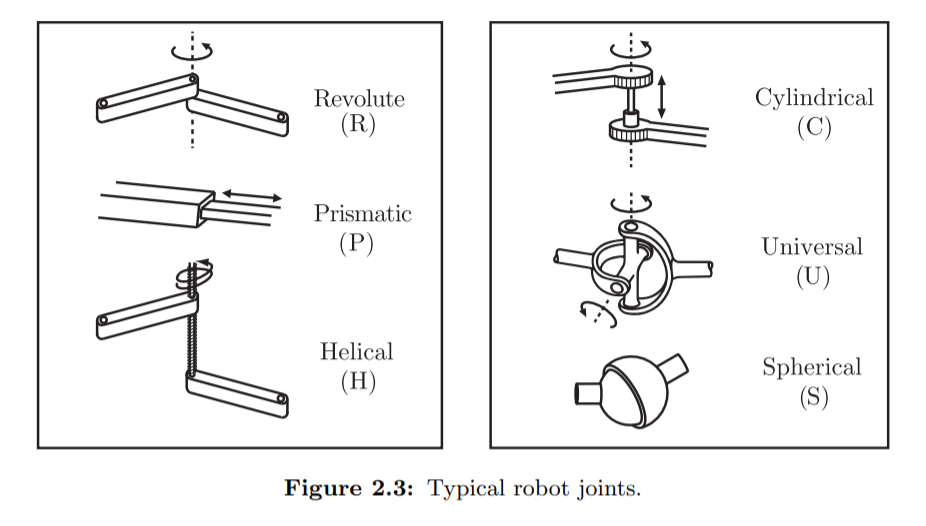 Revolute
(R)
Prismatic
(P)
Helical
(H)
Cylindrical
(C)
Universal
(U)
Spherical
(S)
Figure 2.3: Typical robot joints.